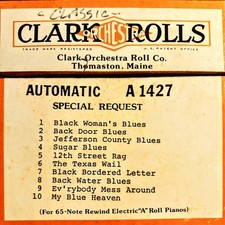 CLASSIC
CLARK ORCHESTRA ROLLS
TRADE MARK REGISTERED U.S. PATENT OFFICE
Clark Orchestra Roll Co.
Thomaston, Maine
AUTOMATIC A 1427
SPECIAL REQUEST
1 Black Woman's Blues
2 Back Door Blues
3 Jefferson County Blues
4 Sugar Blues
5 12th Street Rag
6 The Texas Wail
7 Black Bordered Letter
8 Back Water Blues
9 Ev'rybody Mess Around
10 My Blue Heaven
(For 65-Note Rewind Electric "A" Roll Pianos)